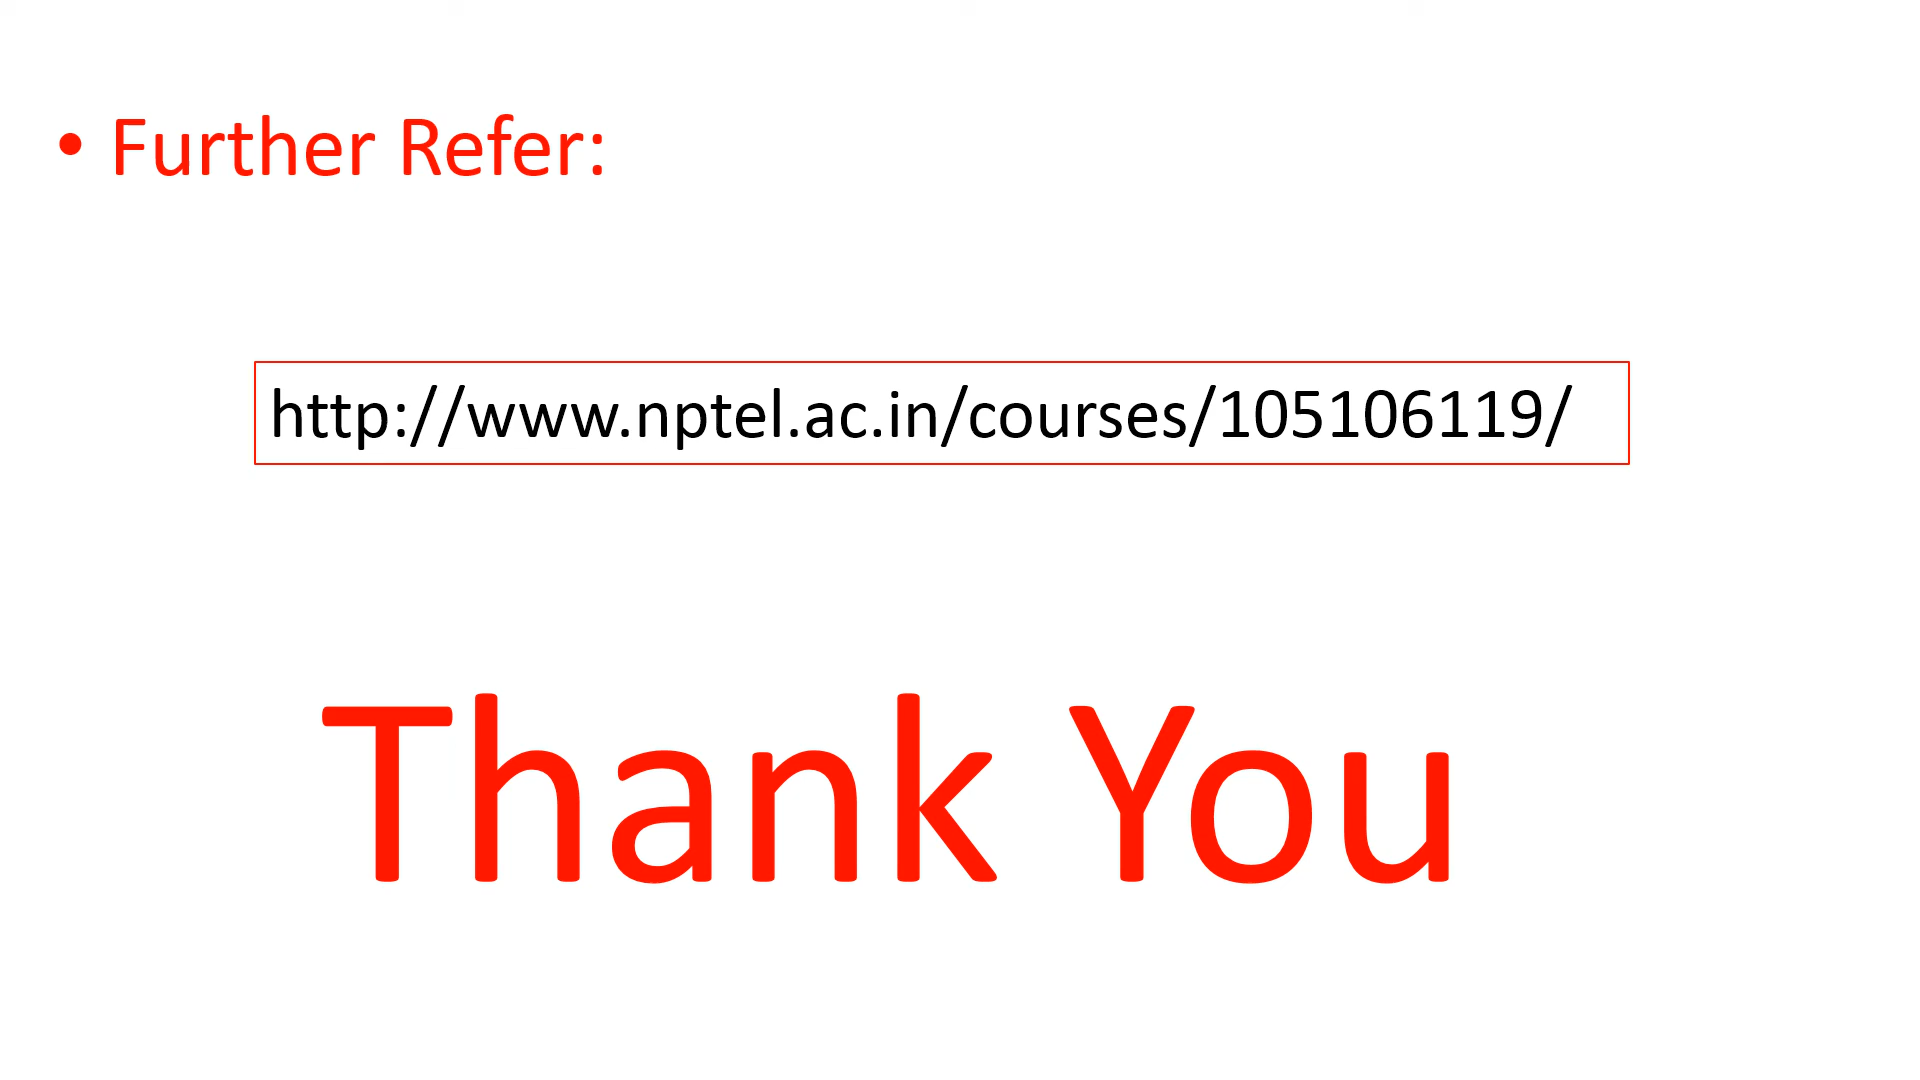 • Further Refer:
http://www.nptel.ac.in/courses/105106119/
Thank You